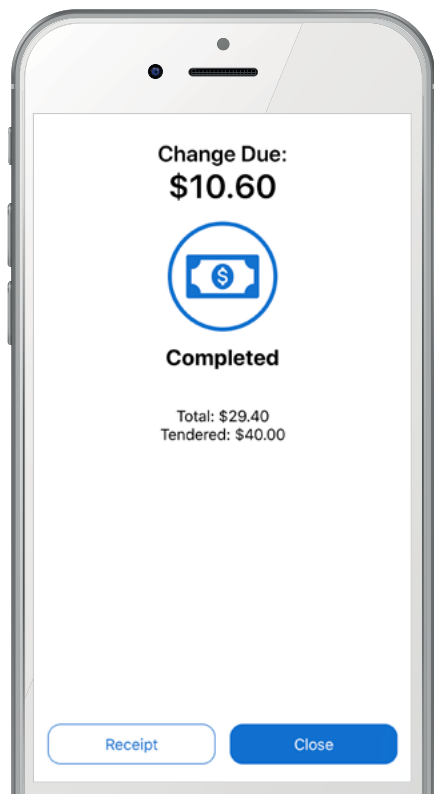 Change Due:
$10.60
$
Completed
Total: $29.40
Tendered: $40.00
Receipt
Close